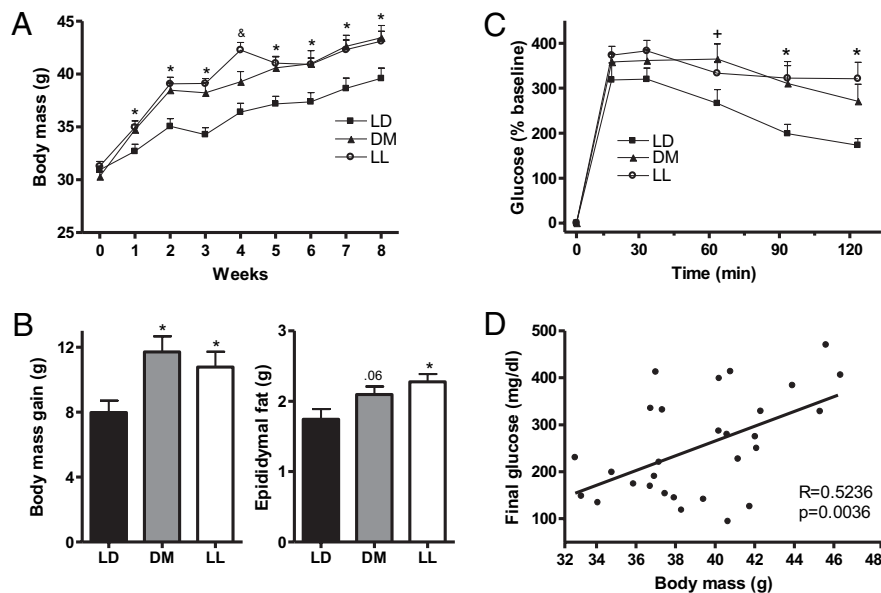 A
Body mass (g)
45
40
35
30
25
* * * & * * * *
LD
DM
LL
0 1 2 3 4 5 6 7 8
Weeks
B
Body mass gain (g)
12
8
4
0
* *
LD DM LL
Epididymal fat (g)
3
2
1
0
.06 *
LD DM LL
C
Glucose (% baseline)
400
300
200
100
0
+ * *
LD
DM
LL
0 30 60 90 120
Time (min)
D
Final glucose (mg/dl)
500
400
300
200
100
R=0.5236
p=0.0036
32 34 36 38 40 42 44 46 48
Body mass (g)